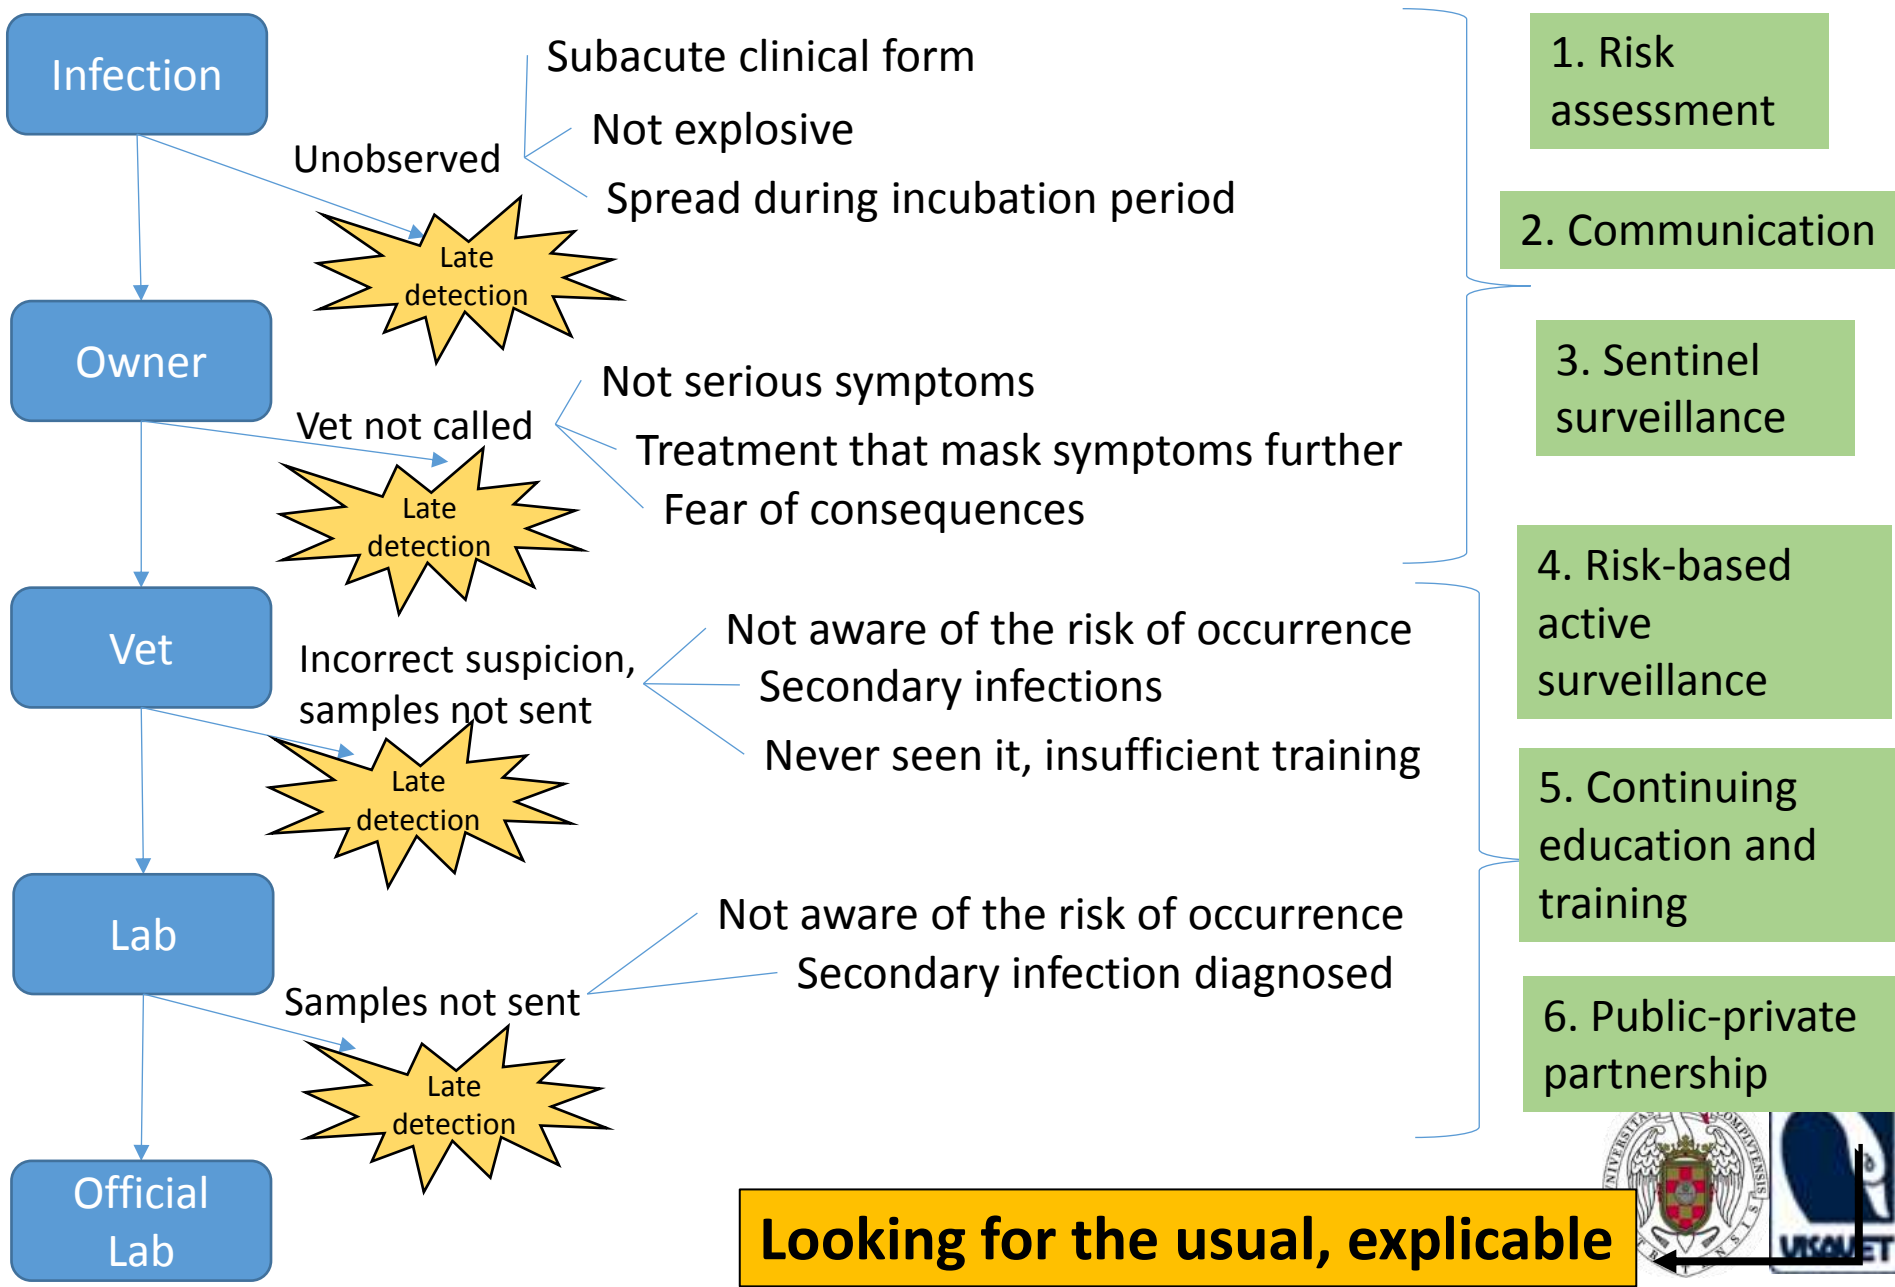 Infection
Unobserved
Subacute clinical form
Not explosive
Spread during incubation period
Late
detection
Owner
Vet not called
Not serious symptoms
Treatment that mask symptoms further
Fear of consequences
Late
detection
Vet
Incorrect suspicion,
samples not sent
Not aware of the risk of occurrence
Secondary infections
Never seen it, insufficient training
Late
detection
Lab
Samples not sent
Not aware of the risk of occurrence
Secondary infection diagnosed
Late
detection
Official
Lab
1. Risk
assessment
2. Communication
3. Sentinel
surveillance
4. Risk-based
active
surveillance
5. Continuing
education and
training
6. Public-private
partnership
Looking for the usual, explicable
VISAVET